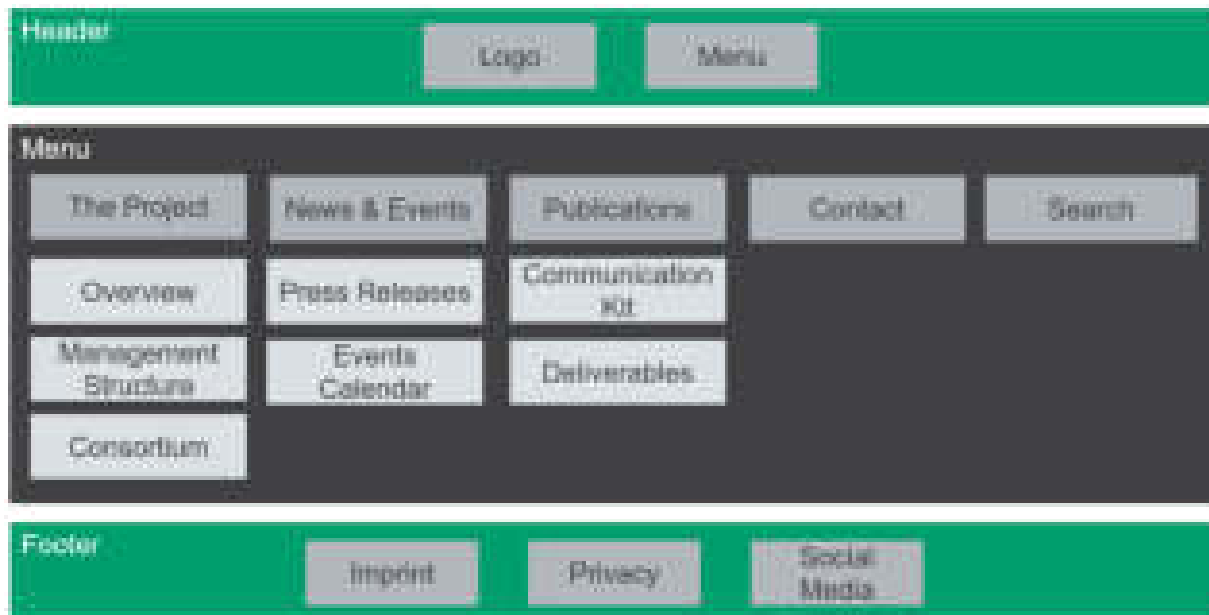 Header
Logo Menu
Menu
The Project News & Events Publications Contact Search
Overview Press Releases Communication
Kit
Management
Structure
Events
Calendar
Deliverables
Consortium
Footer
Imprint Privacy Social
Media